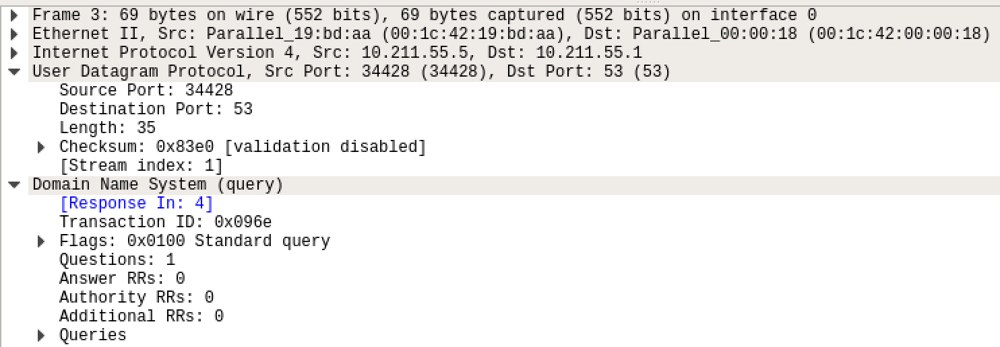 Frame 3: 69 bytes on wire (552 bits), 69 bytes captured (552 bits) on interface 0
Ethernet II, Src: Parallel_19:bd:aa (00:1c:42:19:bd:aa), Dst: Parallel_00:00:18 (00:1c:42:00:00:18)
Internet Protocol Version 4, Src: 10.211.55.5, Dst: 10.211.55.1
User Datagram Protocol, Src Port: 34428 (34428), Dst Port: 53 (53)
Source Port: 34428
Destination Port: 53
Length: 35
Checksum: 0x83e0 [validation disabled]
[Stream index: 1]
Domain Name System (query)
[Response In: 4]
Transaction ID: 0x096e
Flags: 0x0100 Standard query
Questions: 1
Answer RRs: 0
Authority RRs: 0
Additional RRs: 0
Queries